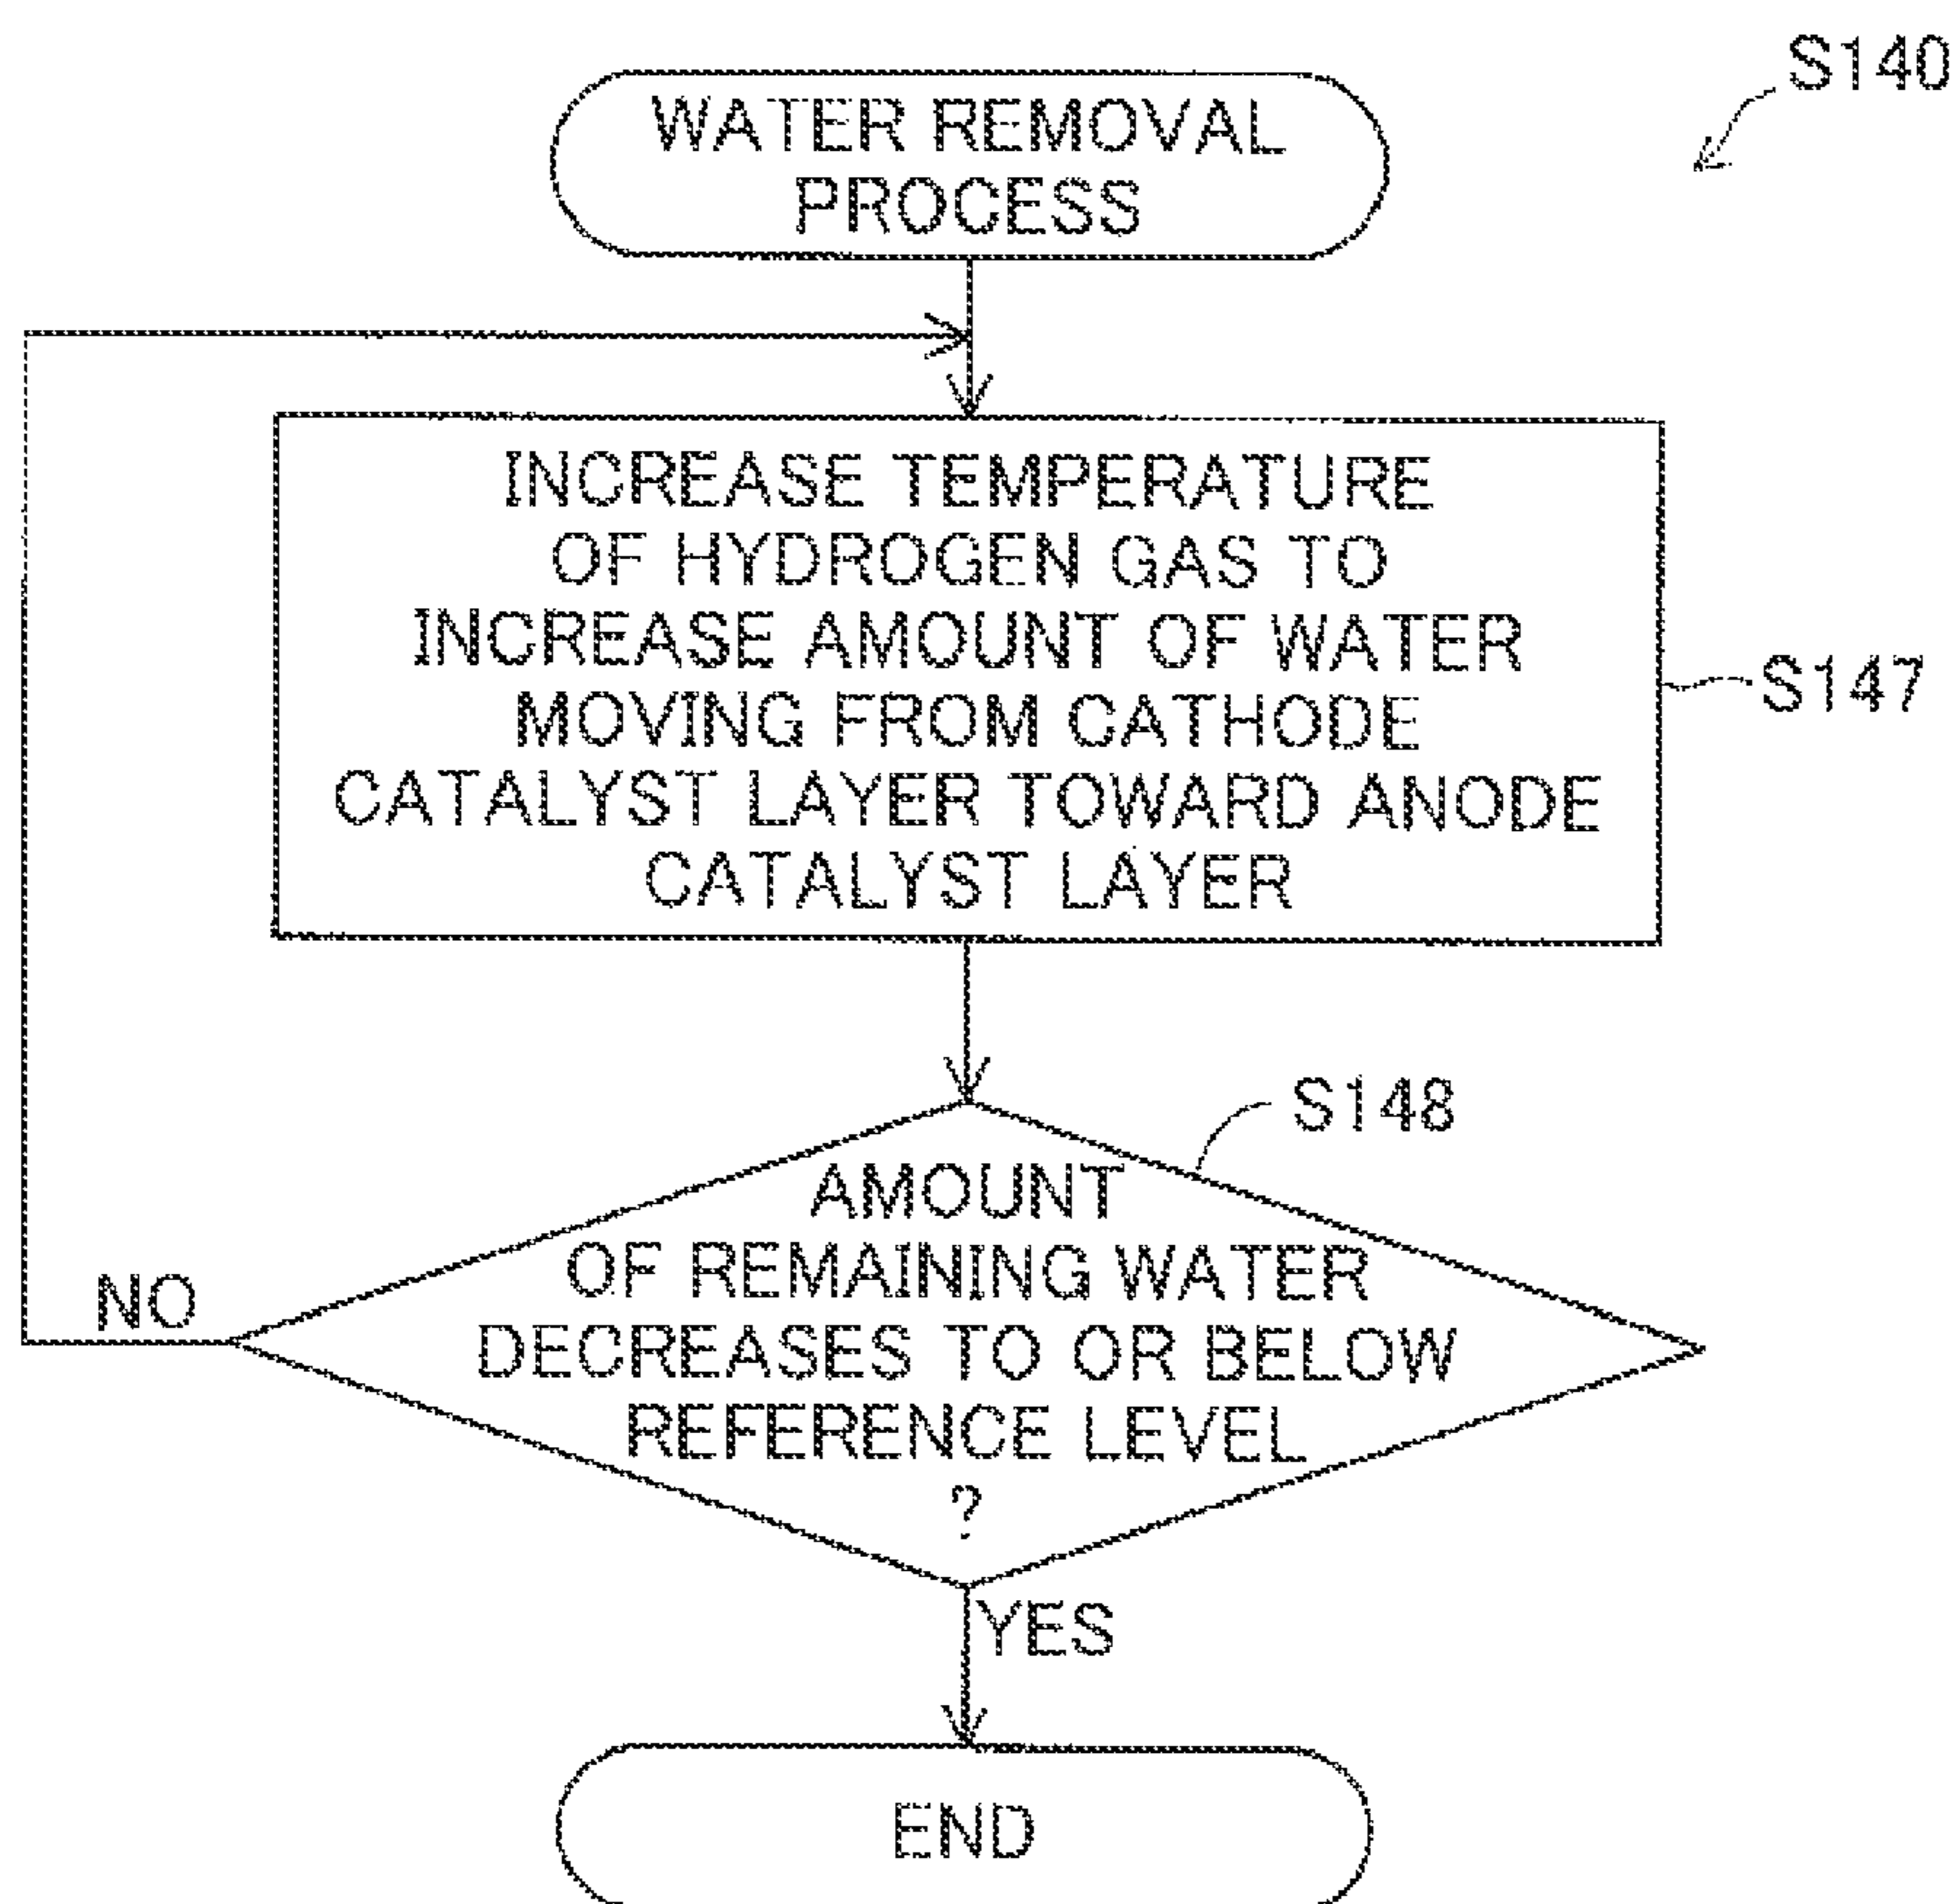 S140
WATER REMOVAL
PROCESS
INCREASE TEMPERATURE
OF HYDROGEN GAS TO
INCREASE AMOUNT OF WATER
MOVING FROM CATHODE
CATALYST LAYER TOWARD ANODE
CATALYST LAYER
S147
S148
AMOUNT
OF REMAINING WATER
DECREASES TO OR BELOW
REFERENCE LEVEL
?
NO
YES
END